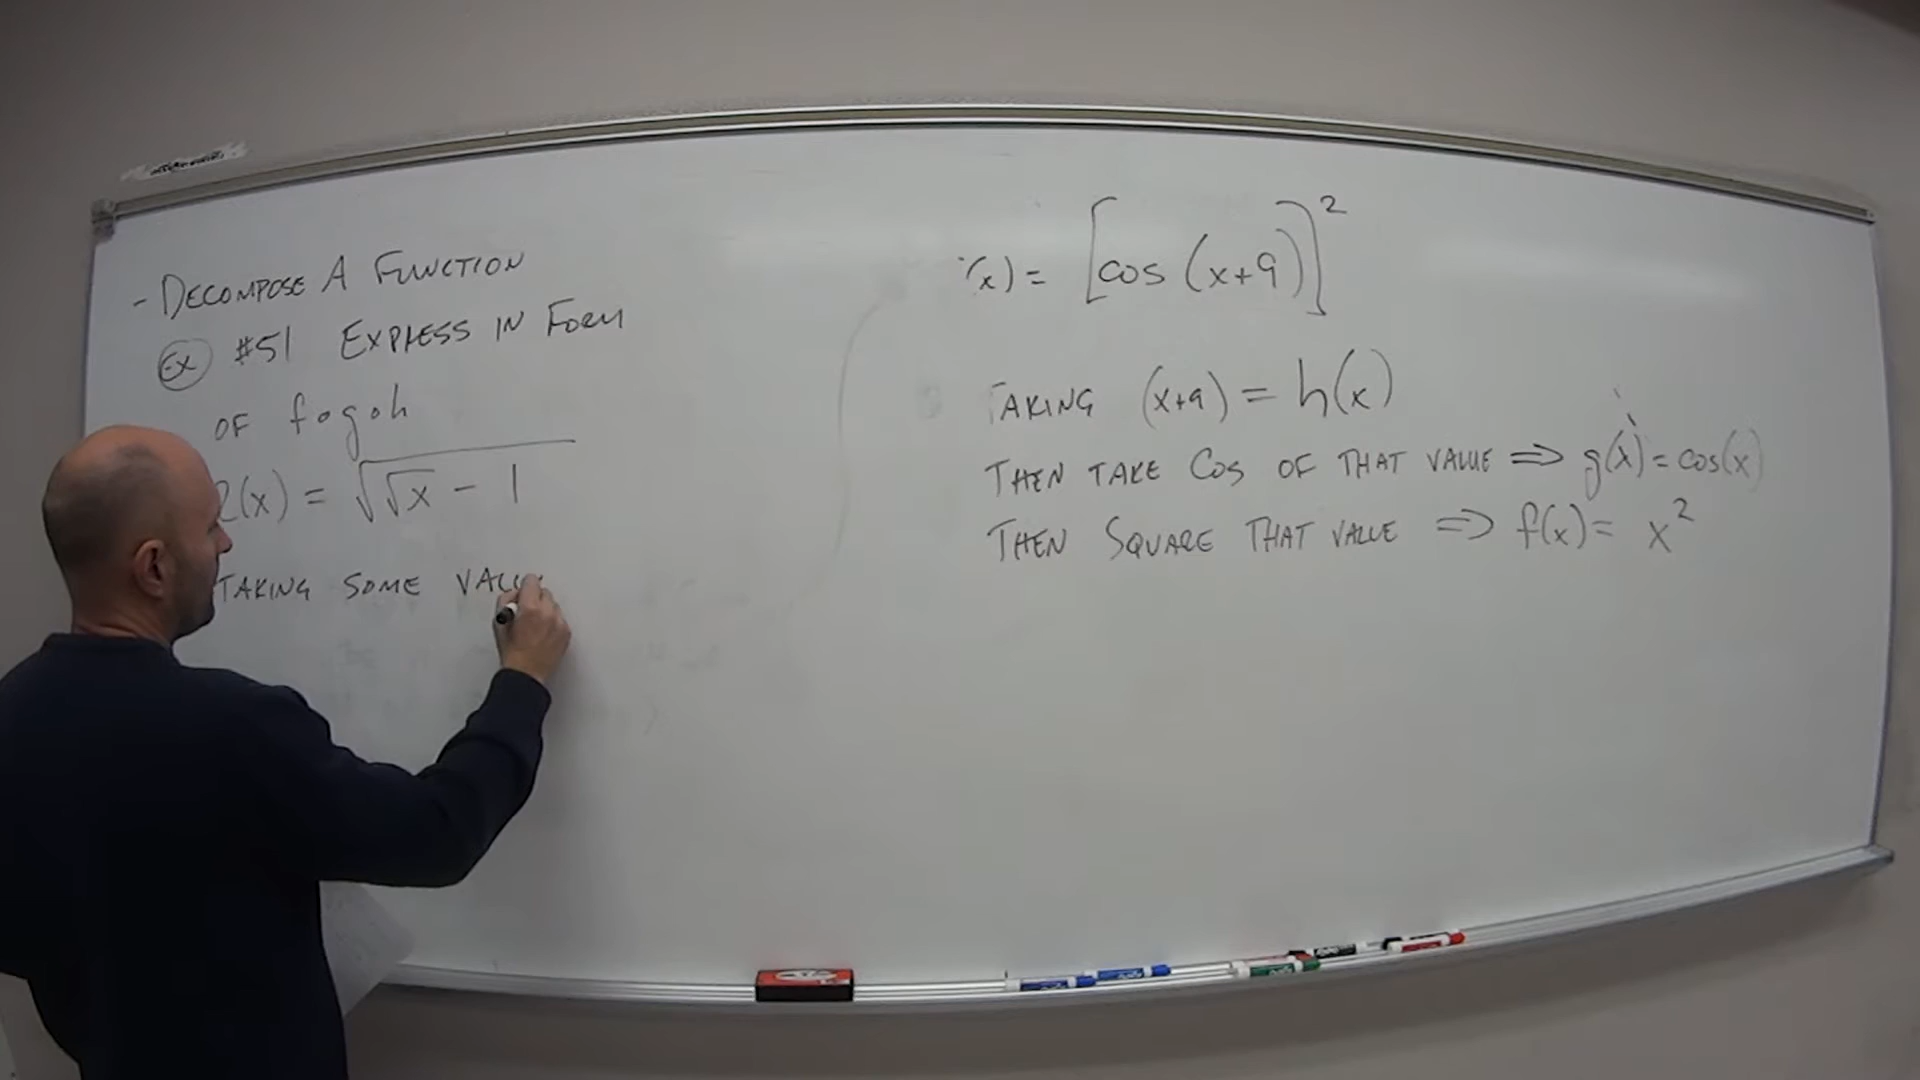 - DECOMPOSE A FUNCTION
Ex #51 EXPRESS IN FORM
OF f∘g∘h
(x) = √(√x - 1)
TAKING SOME VALU
(x) = [cos (x+9)]²
TAKING (x+9) = h(x)
THEN TAKE COS OF THAT VALUE ⇒ g(x) = cos(x)
THEN SQUARE THAT VALUE ⇒ f(x) = x²